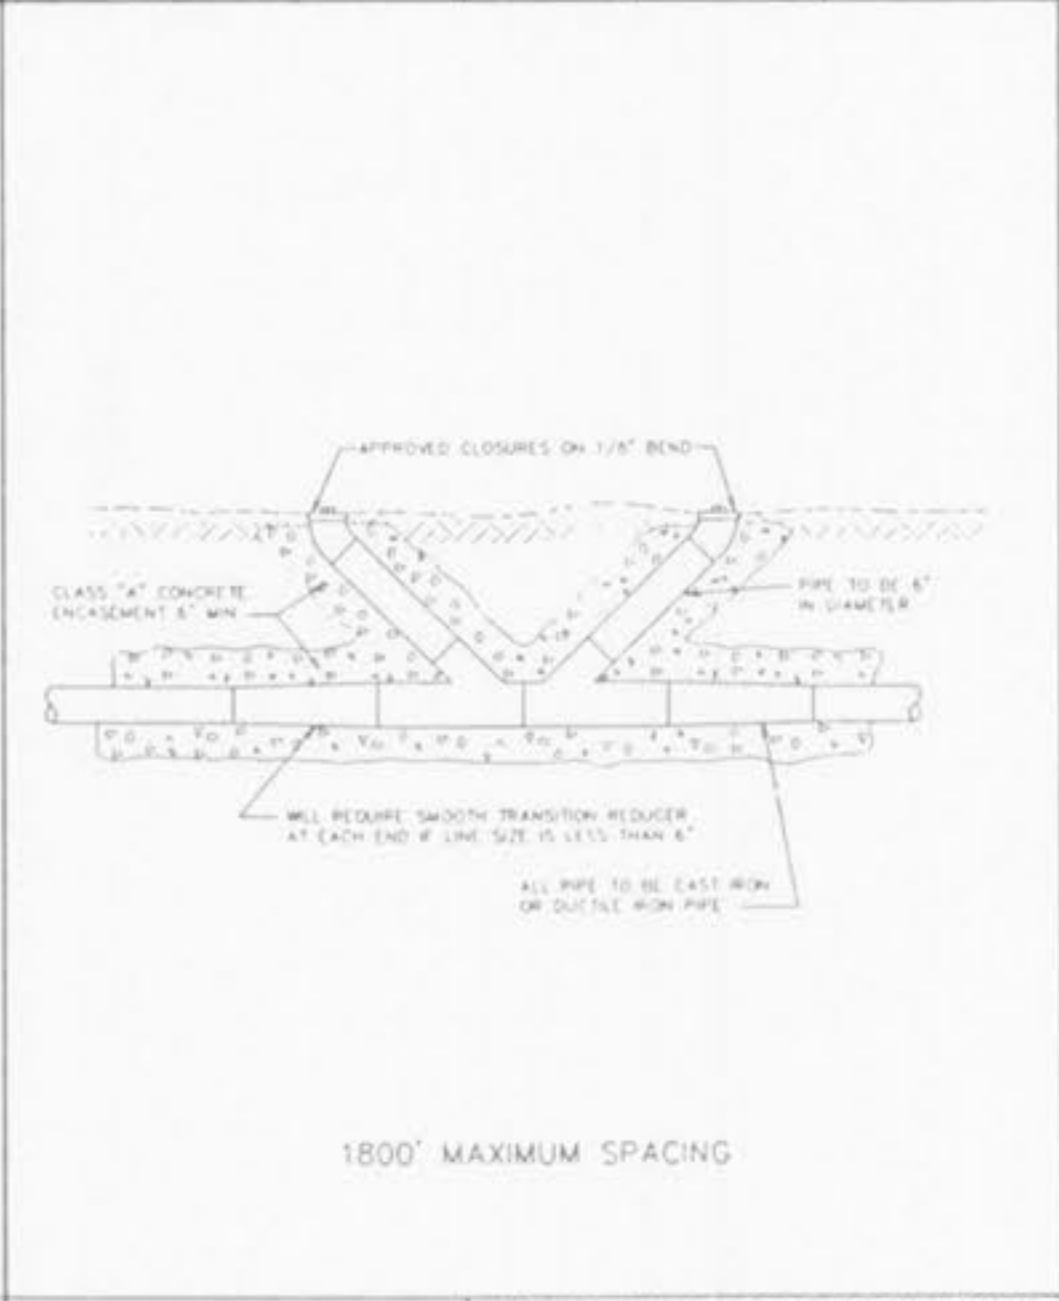 APPROVED CLOSURES ON 1/8" BEND
CLASS "A" CONCRETE
ENCASEMENT 6" MIN
PIPE TO BE 6"
IN DIAMETER
WILL REQUIRE SMOOTH TRANSITION REDUCER
AT EACH END IF LINE SIZE IS LESS THAN 6"
ALL PIPE TO BE CAST IRON
OR DUCTILE IRON PIPE
1800' MAXIMUM SPACING